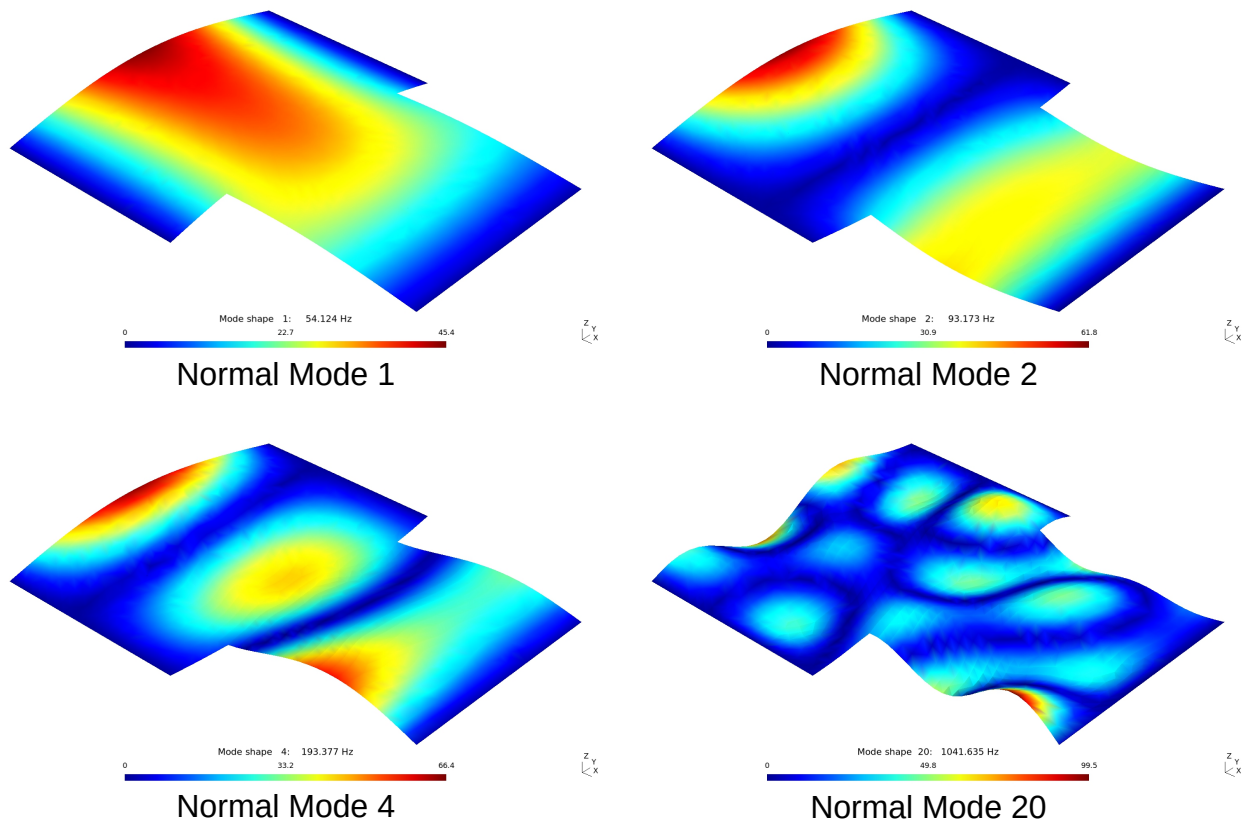 Mode shape 1: 54.124 Hz
0 22.7 45.4
Z
Y
X
Normal Mode 1
Mode shape 2: 93.173 Hz
0 30.9 61.8
Z
Y
X
Normal Mode 2
Mode shape 4: 193.377 Hz
0 33.2 66.4
Z
Y
X
Normal Mode 4
Mode shape 20: 1041.635 Hz
0 49.8 99.5
Z
Y
X
Normal Mode 20